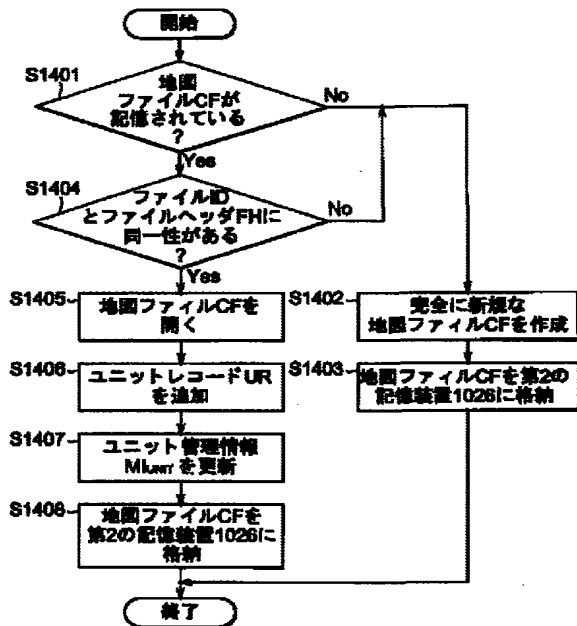 開始
S1401
地図
ファイルCFが
記憶されている
?
No
Yes
S1404
ファイルID
とファイルヘッダFHに
同一性がある
?
No
Yes
S1405
地図ファイルCFを
開く
S1402
完全に新規な
地図ファイルCFを作成
S1406
ユニットレコードUR
を追加
S1403
地図ファイルCFを第2の
記憶装置1026に格納
S1407
ユニット管理情報
MIUNITを更新
S1408
地図ファイルCFを
第2の記憶装置1026に
格納
終了